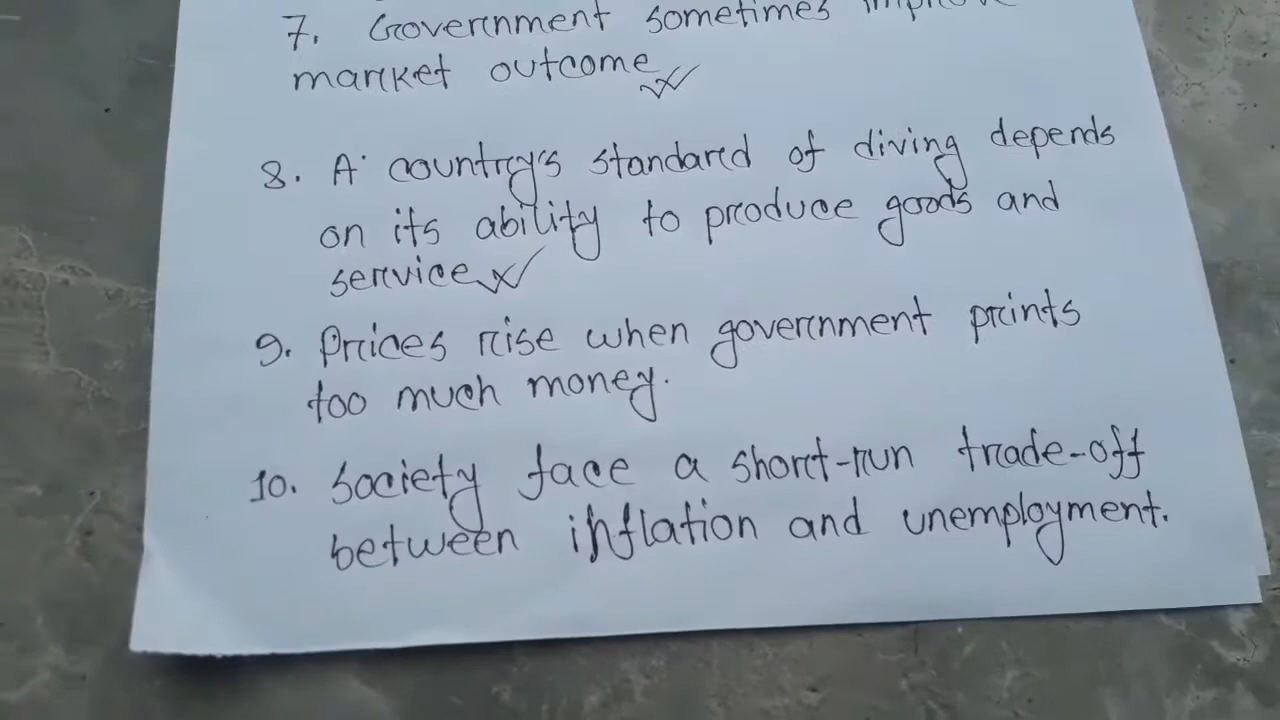 7. Government sometimes improve
market outcome
8. A country's standard of diving depends
on its ability to produce goods and
service
9. Prices rise when government prints
too much money.
10. Society face a short-run trade-off
between inflation and unemployment.